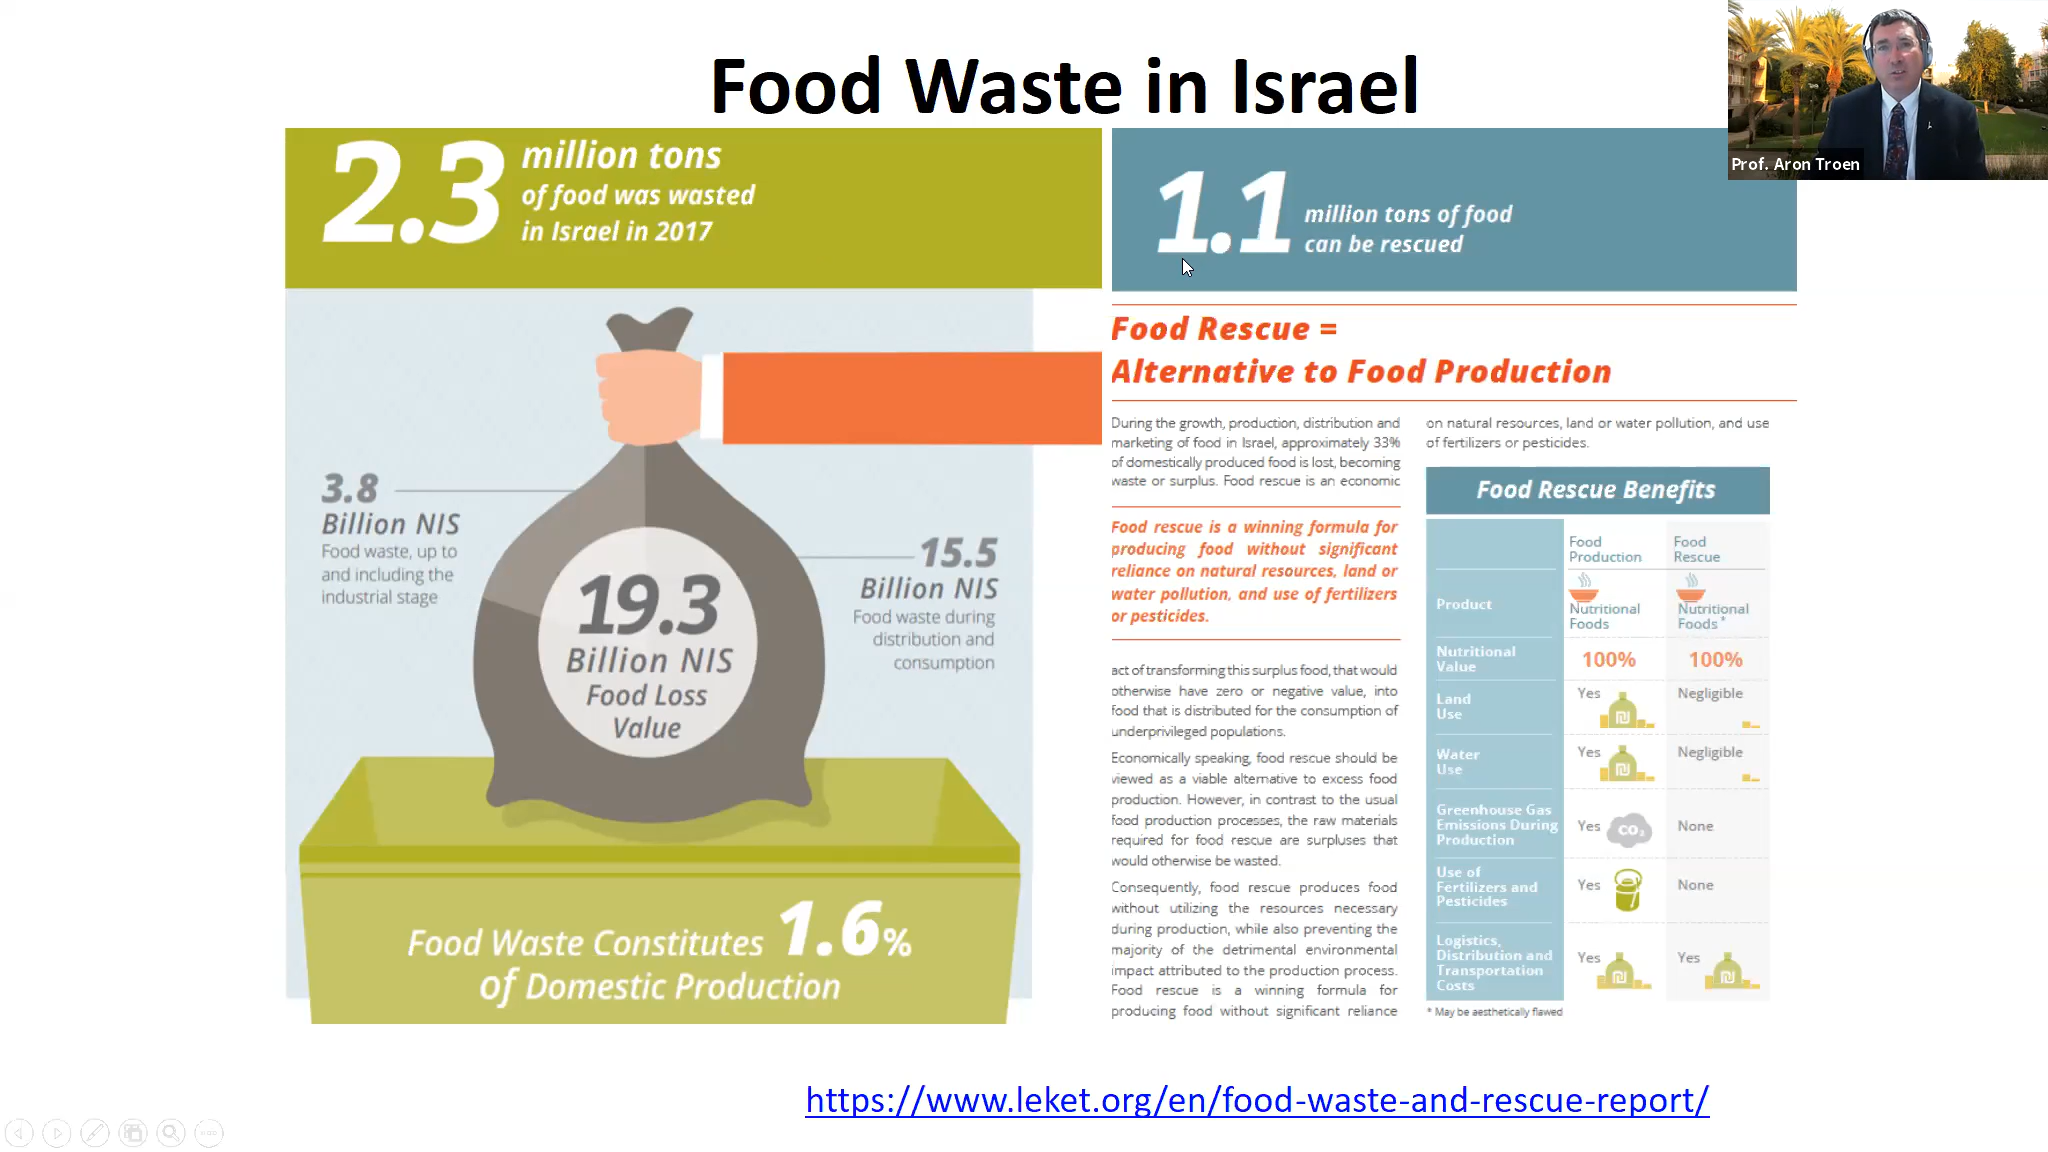 Food Waste in Israel
Prof. Aron Troen
2.3 million tons
of food was wasted
in Israel in 2017
3.8
Billion NIS
Food waste, up to
and including the
industrial stage
15.5
Billion NIS
Food waste during
distribution and
consumption
19.3
Billion NIS
Food Loss
Value
Food Waste Constitutes 1.6%
of Domestic Production
1.1 million tons of food
can be rescued
Food Rescue =
Alternative to Food Production
During the growth, production, distribution and
marketing of food in Israel, approximately 33%
of domestically produced food is lost, becoming
waste or surplus. Food rescue is an economic
Food rescue is a winning formula for
producing food without significant
reliance on natural resources, land or
water pollution, and use of fertilizers
or pesticides.
act of transforming this surplus food, that would
otherwise have zero or negative value, into
food that is distributed for the consumption of
underprivileged populations.
Economically speaking, food rescue should be
viewed as a viable alternative to excess food
production. However, in contrast to the usual
food production processes, the raw materials
required for food rescue are surpluses that
would otherwise be wasted.
Consequently, food rescue produces food
without utilizing the resources necessary
during production, while also preventing the
majority of the detrimental environmental
impact attributed to the production process.
Food rescue is a winning formula for
producing food without significant reliance
on natural resources, land or water pollution, and use
of fertilizers or pesticides.
Food Rescue Benefits
Food Production Food Rescue
Product Nutritional Foods Nutritional Foods *
Nutritional Value 100% 100%
Land Use Yes ₪ Negligible
Water Use Yes ₪ Negligible
Greenhouse Gas Emissions During Production Yes CO₂ None
Use of Fertilizers and Pesticides Yes None
Logistics, Distribution and Transportation Costs Yes ₪ Yes ₪
* May be aesthetically flawed
https://www.leket.org/en/food-waste-and-rescue-report/